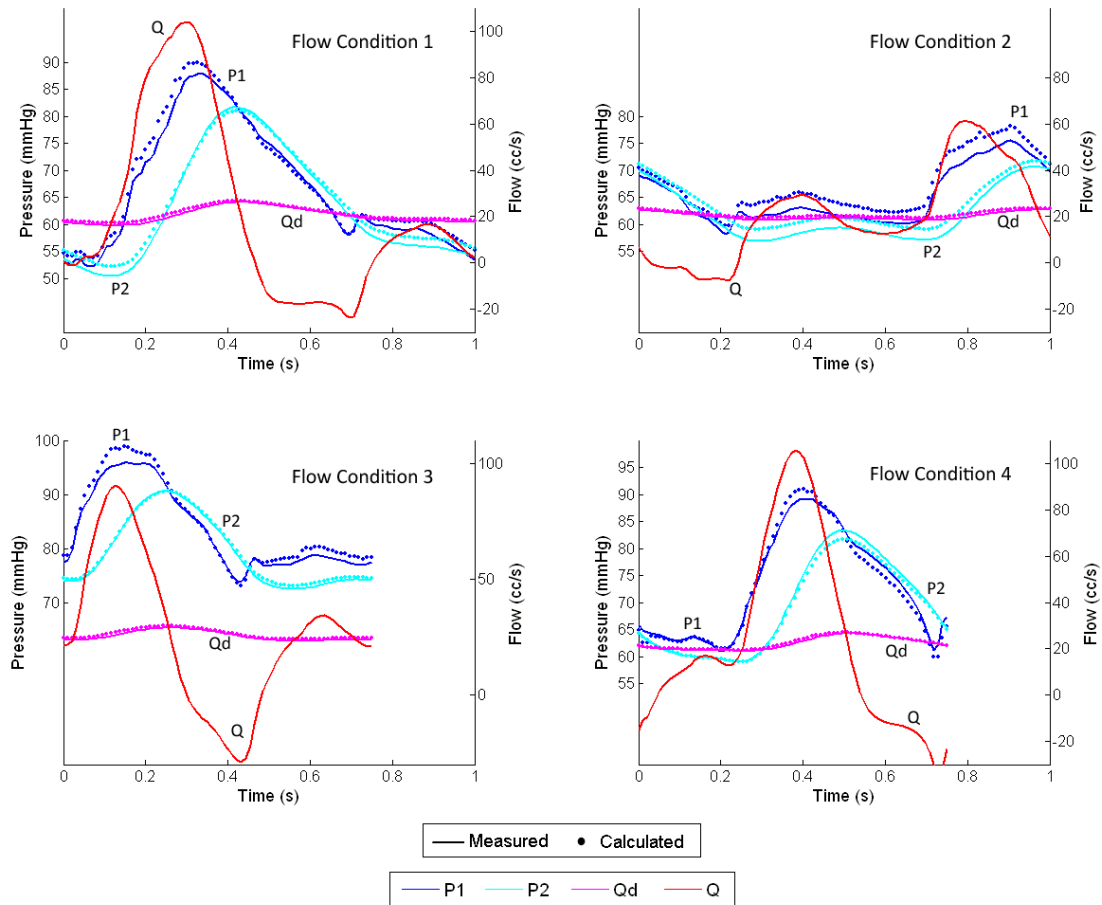 Flow Condition 1
Q
P1
Qd
P2
Pressure (mmHg)
90
85
80
75
70
65
60
55
50
Flow (cc/s)
100
80
60
40
20
0
-20
0 0.2 0.4 0.6 0.8 1
Time (s)
Flow Condition 2
P1
Qd
P2
Q
Pressure (mmHg)
80
75
70
65
60
55
Flow (cc/s)
100
80
60
40
20
0
-20
0 0.2 0.4 0.6 0.8 1
Time (s)
Flow Condition 3
P1
P2
Qd
Q
Pressure (mmHg)
100
90
80
70
Flow (cc/s)
100
50
0
0 0.2 0.4 0.6 0.8 1
Time (s)
Flow Condition 4
P1
P2
Qd
Q
Pressure (mmHg)
95
90
85
80
75
70
65
60
55
Flow (cc/s)
100
80
60
40
20
0
-20
0 0.2 0.4 0.6 0.8 1
Time (s)
Measured Calculated
P1 P2 Qd Q